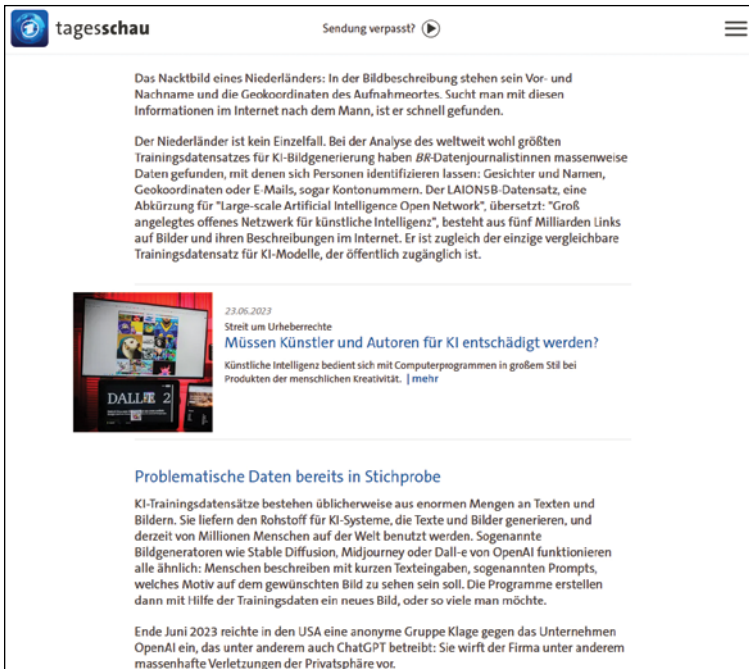 tagesschau
Sendung verpasst?
Das Nacktbild eines Niederländers: In der Bildbeschreibung stehen sein Vor- und
Nachname und die Geokoordinaten des Aufnahmeortes. Sucht man mit diesen
Informationen im Internet nach dem Mann, ist er schnell gefunden.
Der Niederländer ist kein Einzelfall. Bei der Analyse des weltweit wohl größten
Trainingsdatensatzes für KI-Bildgenerierung haben BR-Datenjournalistinnen massenweise
Daten gefunden, mit denen sich Personen identifizieren lassen: Gesichter und Namen,
Geokoordinaten oder E-Mails, sogar Kontonummern. Der LAION5B-Datensatz, eine
Abkürzung für "Large-scale Artificial Intelligence Open Network", übersetzt: "Groß
angelegtes offenes Netzwerk für künstliche Intelligenz", besteht aus fünf Milliarden Links
auf Bilder und ihren Beschreibungen im Internet. Er ist zugleich der einzige vergleichbare
Trainingsdatensatz für KI-Modelle, der öffentlich zugänglich ist.
23.06.2023
Streit um Urheberrechte
Müssen Künstler und Autoren für KI entschädigt werden?
Künstliche Intelligenz bedient sich mit Computerprogrammen in großem Stil bei
Produkten der menschlichen Kreativität. | mehr
DALL·E 2
Problematische Daten bereits in Stichprobe
KI-Trainingsdatensätze bestehen üblicherweise aus enormen Mengen an Texten und
Bildern. Sie liefern den Rohstoff für KI-Systeme, die Texte und Bilder generieren, und
derzeit von Millionen Menschen auf der Welt benutzt werden. Sogenannte
Bildgeneratoren wie Stable Diffusion, Midjourney oder Dall-e von OpenAI funktionieren
alle ähnlich: Menschen beschreiben mit kurzen Texteingaben, sogenannten Prompts,
welches Motiv auf dem gewünschten Bild zu sehen sein soll. Die Programme erstellen
dann mit Hilfe der Trainingsdaten ein neues Bild, oder so viele man möchte.
Ende Juni 2023 reichte in den USA eine anonyme Gruppe Klage gegen das Unternehmen
OpenAI ein, das unter anderem auch ChatGPT betreibt: Sie wirft der Firma unter anderem
massenhafte Verletzungen der Privatsphäre vor.